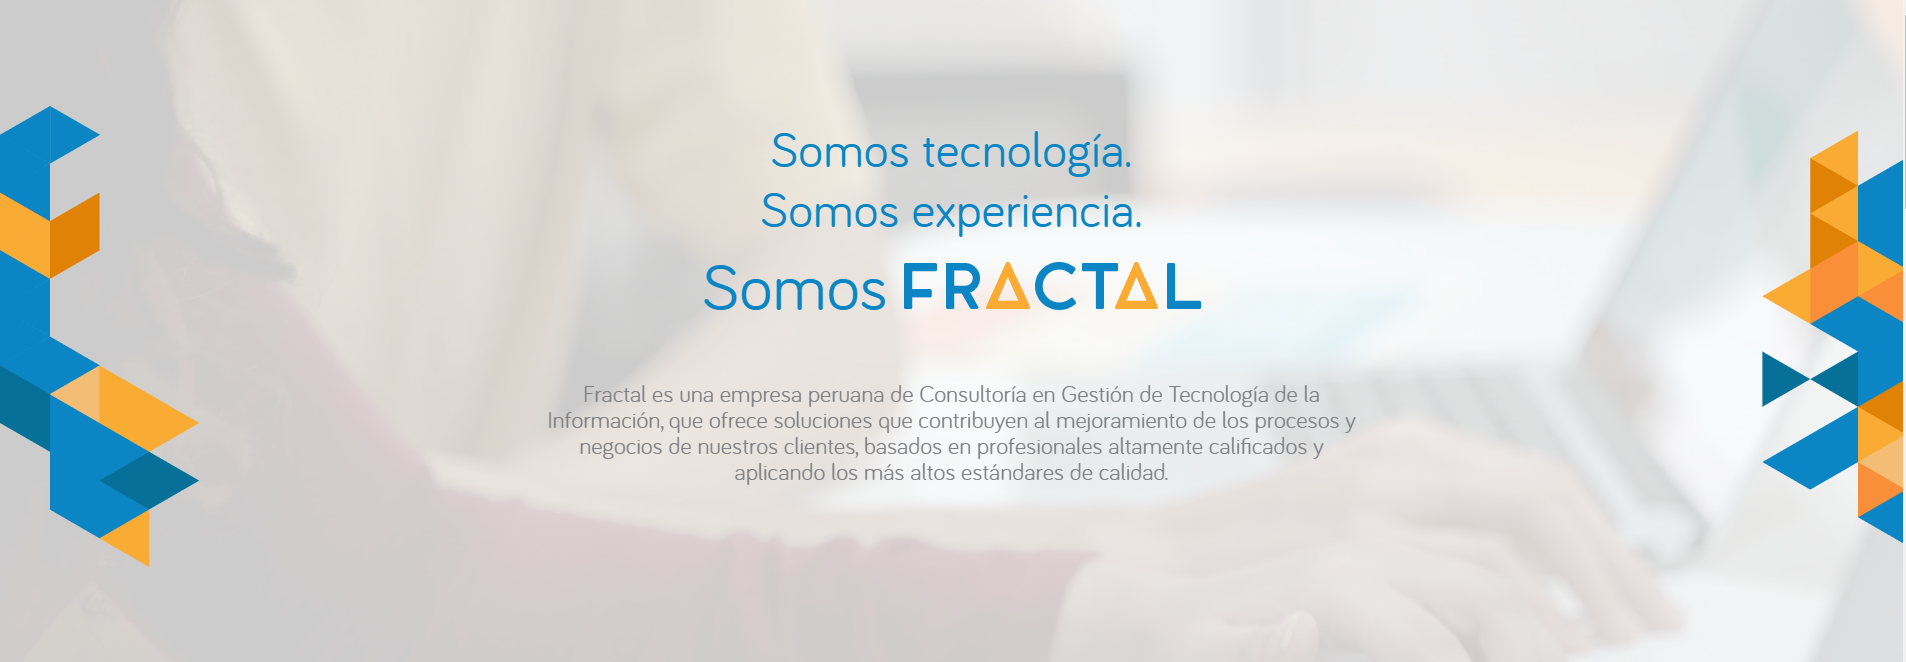 Somos tecnología.
Somos experiencia.
Somos FRACTAL
Fractal es una empresa peruana de Consultoría en Gestión de Tecnología de la
Información, que ofrece soluciones que contribuyen al mejoramiento de los procesos y
negocios de nuestros clientes, basados en profesionales altamente calificados y
aplicando los más altos estándares de calidad.